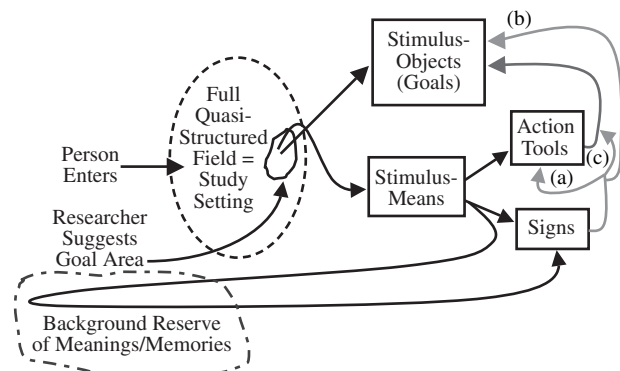 (b)
Stimulus-
Objects
(Goals)
Full
Quasi-
Structured
Field =
Study
Setting
Person
Enters
Action
Tools
(c)
(a)
Stimulus-
Means
Signs
Researcher
Suggests
Goal Area
Background Reserve
of Meanings/Memories